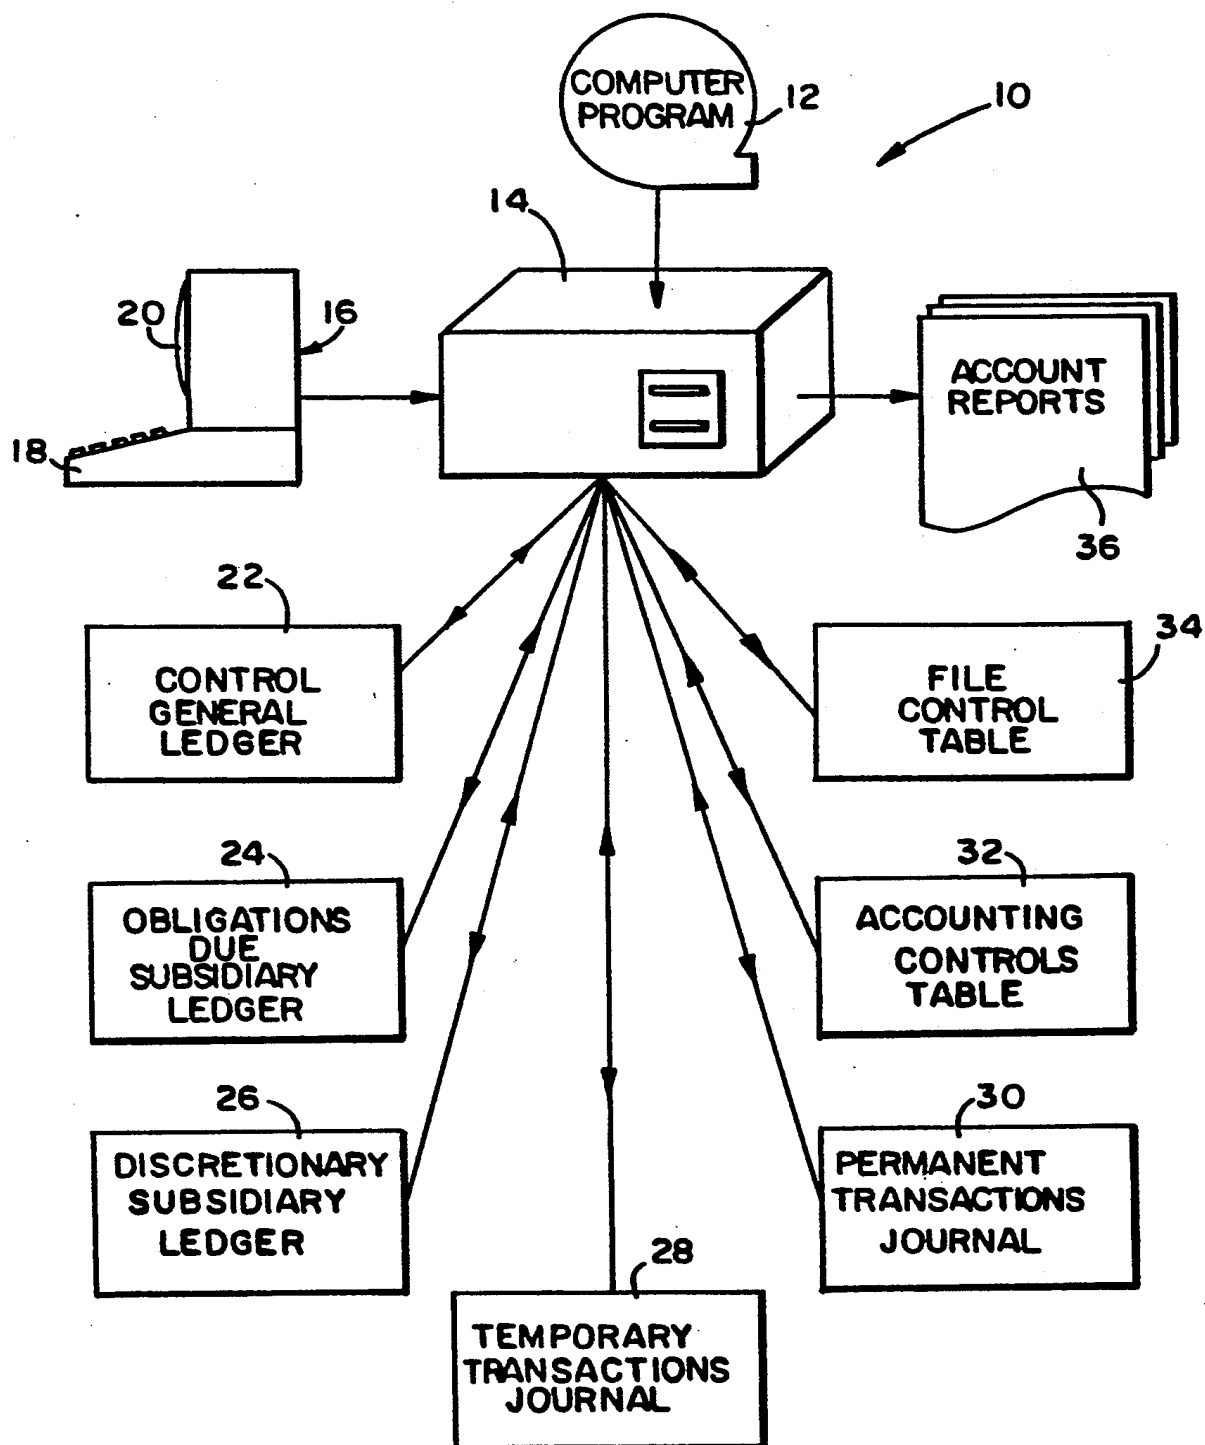 COMPUTER
PROGRAM
12
10
14
20
16
18
ACCOUNT
REPORTS
36
22
CONTROL
GENERAL
LEDGER
34
FILE
CONTROL
TABLE
24
OBLIGATIONS
DUE
SUBSIDIARY
LEDGER
32
ACCOUNTING
CONTROLS
TABLE
26
DISCRETIONARY
SUBSIDIARY
LEDGER
30
PERMANENT
TRANSACTIONS
JOURNAL
28
TEMPORARY
TRANSACTIONS
JOURNAL